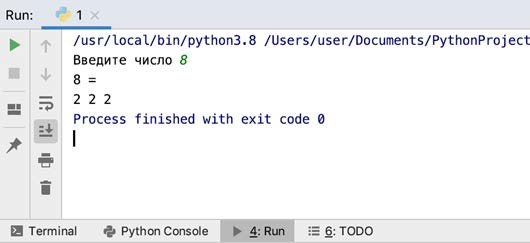 Run: 1
/usr/local/bin/python3.8 /Users/user/Documents/PythonProject
Введите число 8
8 =
2 2 2
Process finished with exit code 0
Terminal Python Console 4: Run 6: TODO